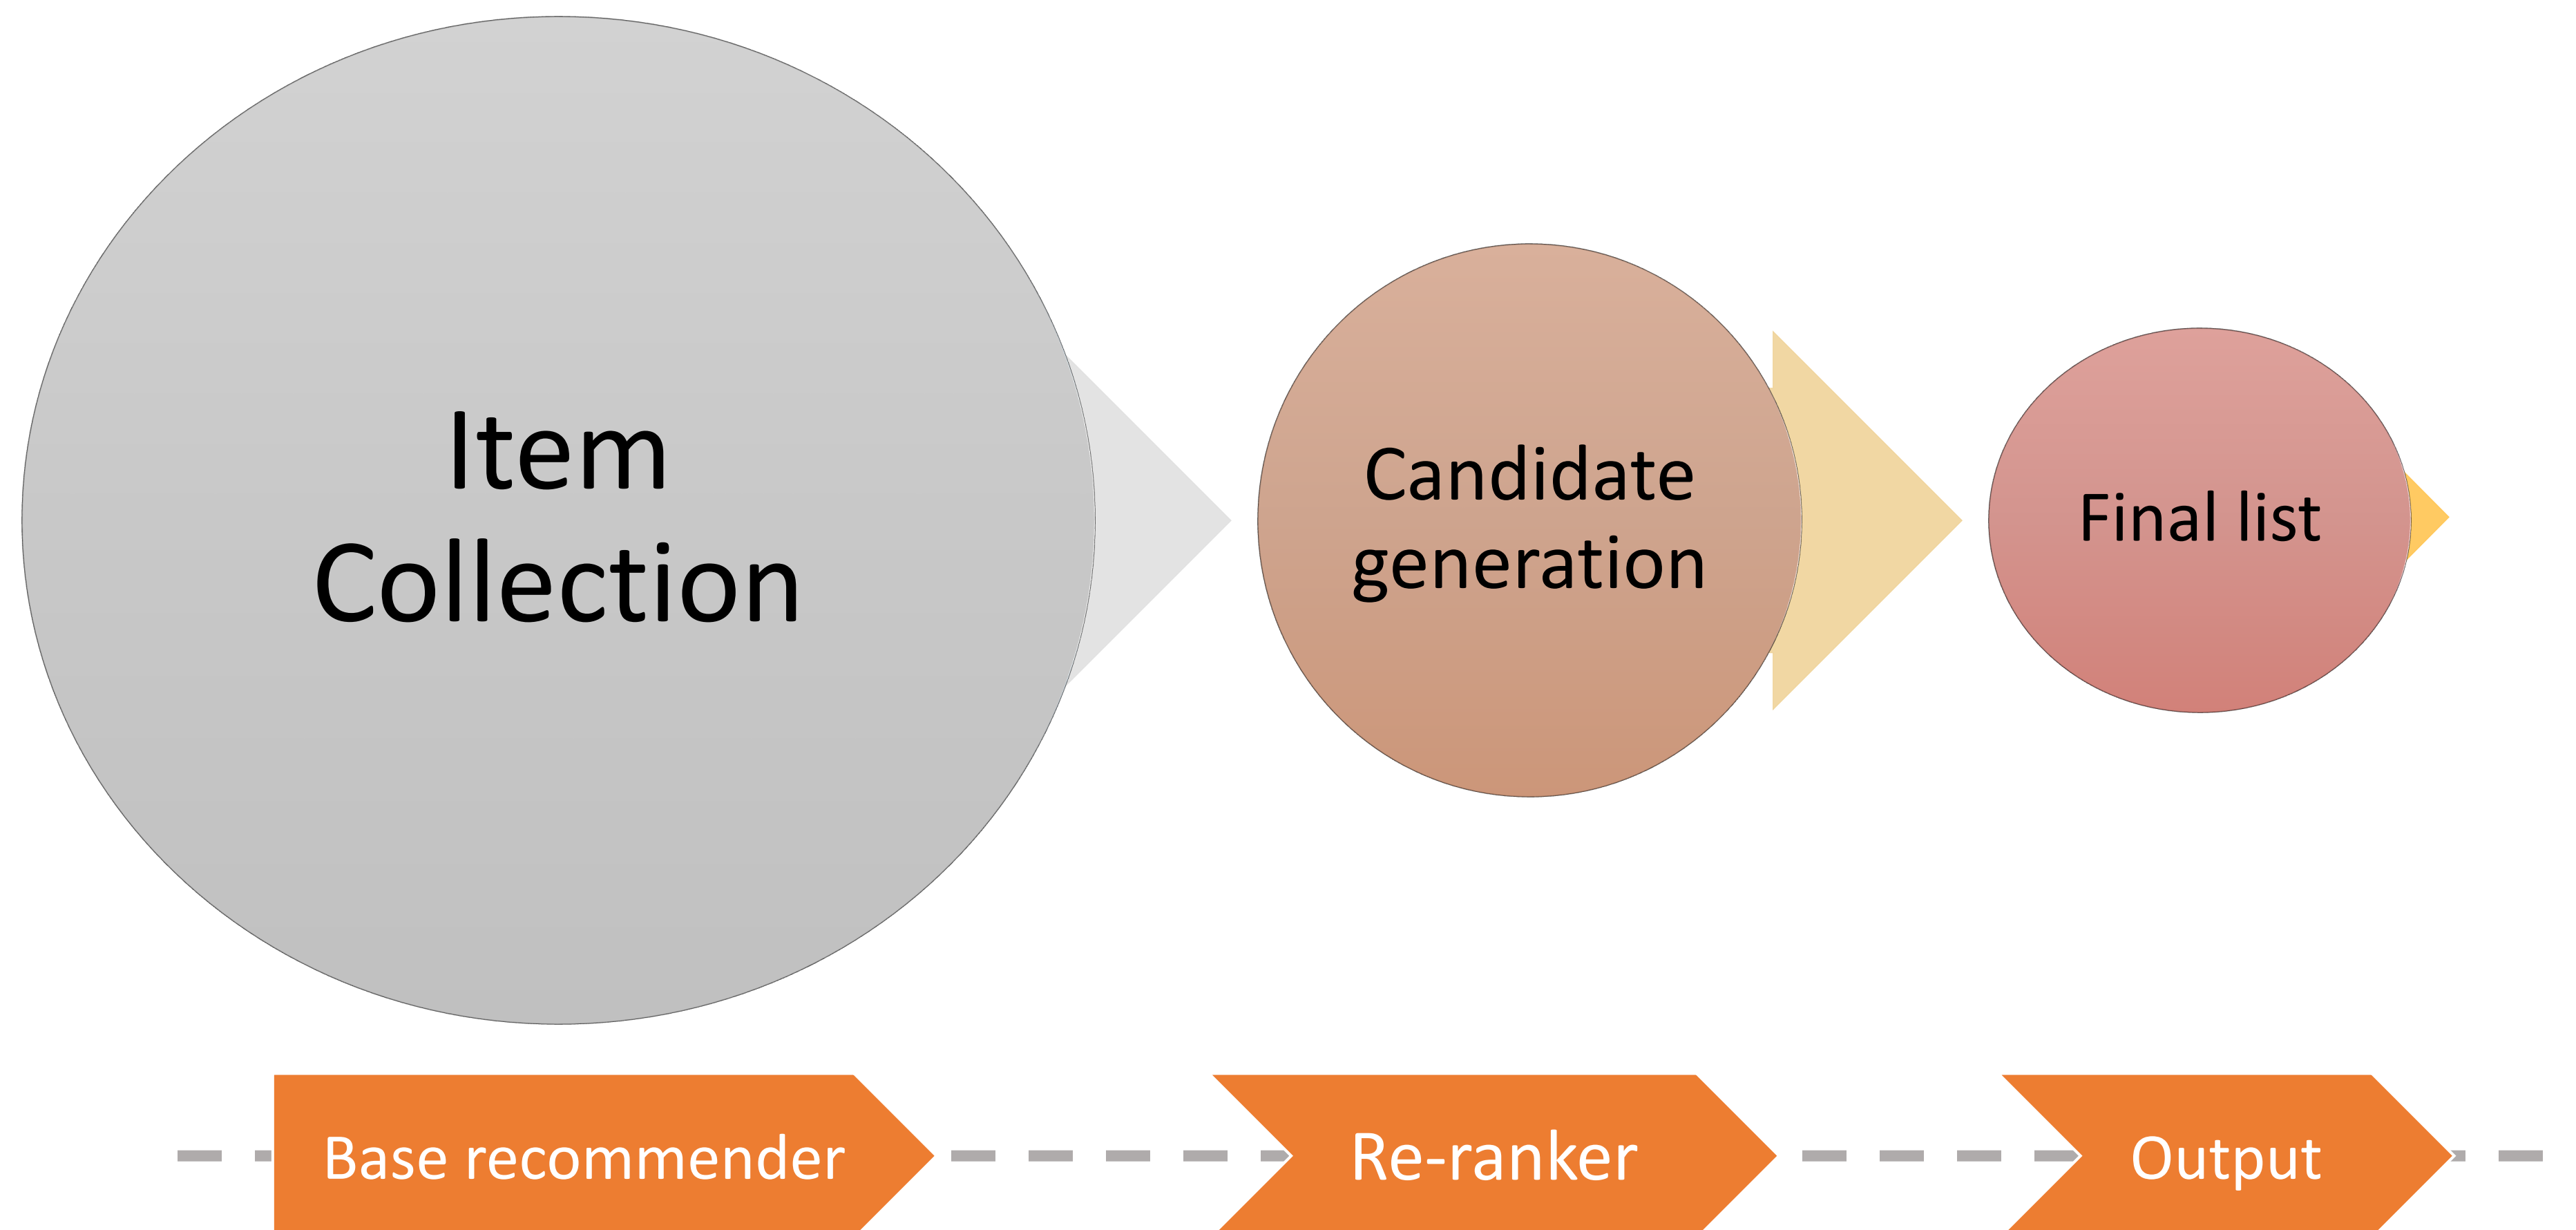 Item
Collection
Candidate
generation
Final list
Base recommender
Re-ranker
Output